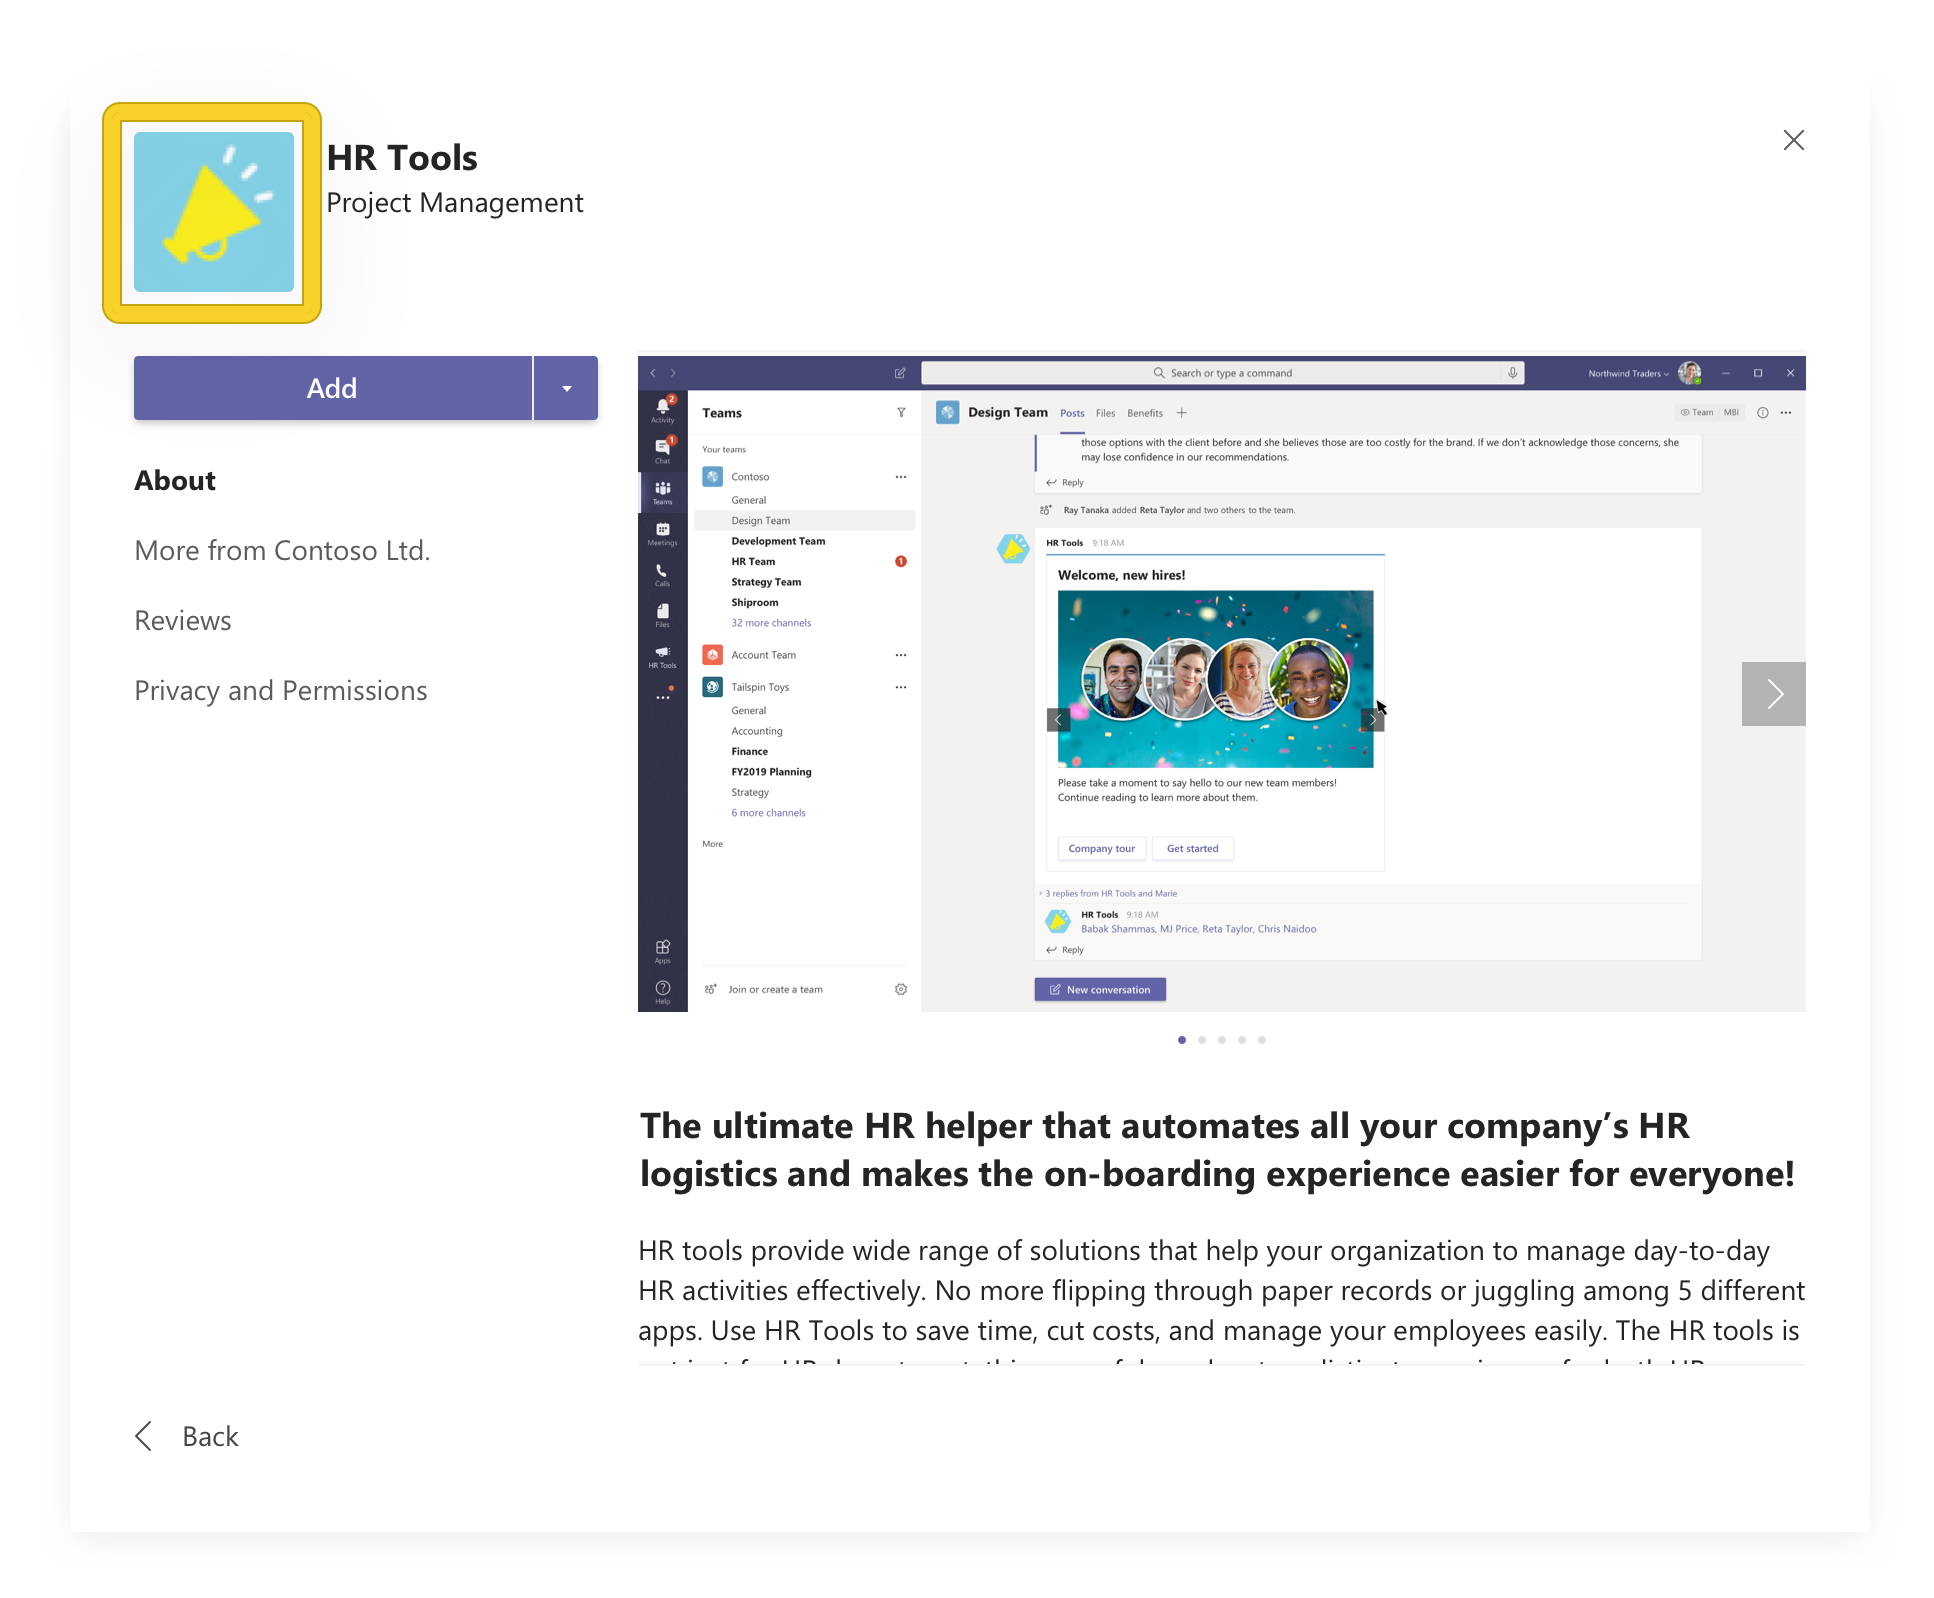 HR Tools
Project Management
Add
About
More from Contoso Ltd.
Reviews
Privacy and Permissions
Search or type a command
Northwind Traders
Activity
2
Chat
1
Teams
Meetings
Calls
Files
HR Tools
Apps
Help
Teams
Your teams
Contoso
General
Design Team
Development Team
HR Team
1
Strategy Team
Shiproom
32 more channels
Account Team
Tailspin Toys
General
Accounting
Finance
FY2019 Planning
Strategy
6 more channels
More
Join or create a team
Design Team Posts Files Benefits
Team MBI
those options with the client before and she believes those are too costly for the brand. If we don't acknowledge those concerns, she
may lose confidence in our recommendations.
Reply
Ray Tanaka added Reta Taylor and two others to the team.
HR Tools 9:18 AM
Welcome, new hires!
Please take a moment to say hello to our new team members!
Continue reading to learn more about them.
Company tour Get started
3 replies from HR Tools and Marie
HR Tools 9:18 AM
Babak Shammas, MJ Price, Reta Taylor, Chris Naidoo
Reply
New conversation
The ultimate HR helper that automates all your company’s HR
logistics and makes the on-boarding experience easier for everyone!
HR tools provide wide range of solutions that help your organization to manage day-to-day
HR activities effectively. No more flipping through paper records or juggling among 5 different
apps. Use HR Tools to save time, cut costs, and manage your employees easily. The HR tools is
Back